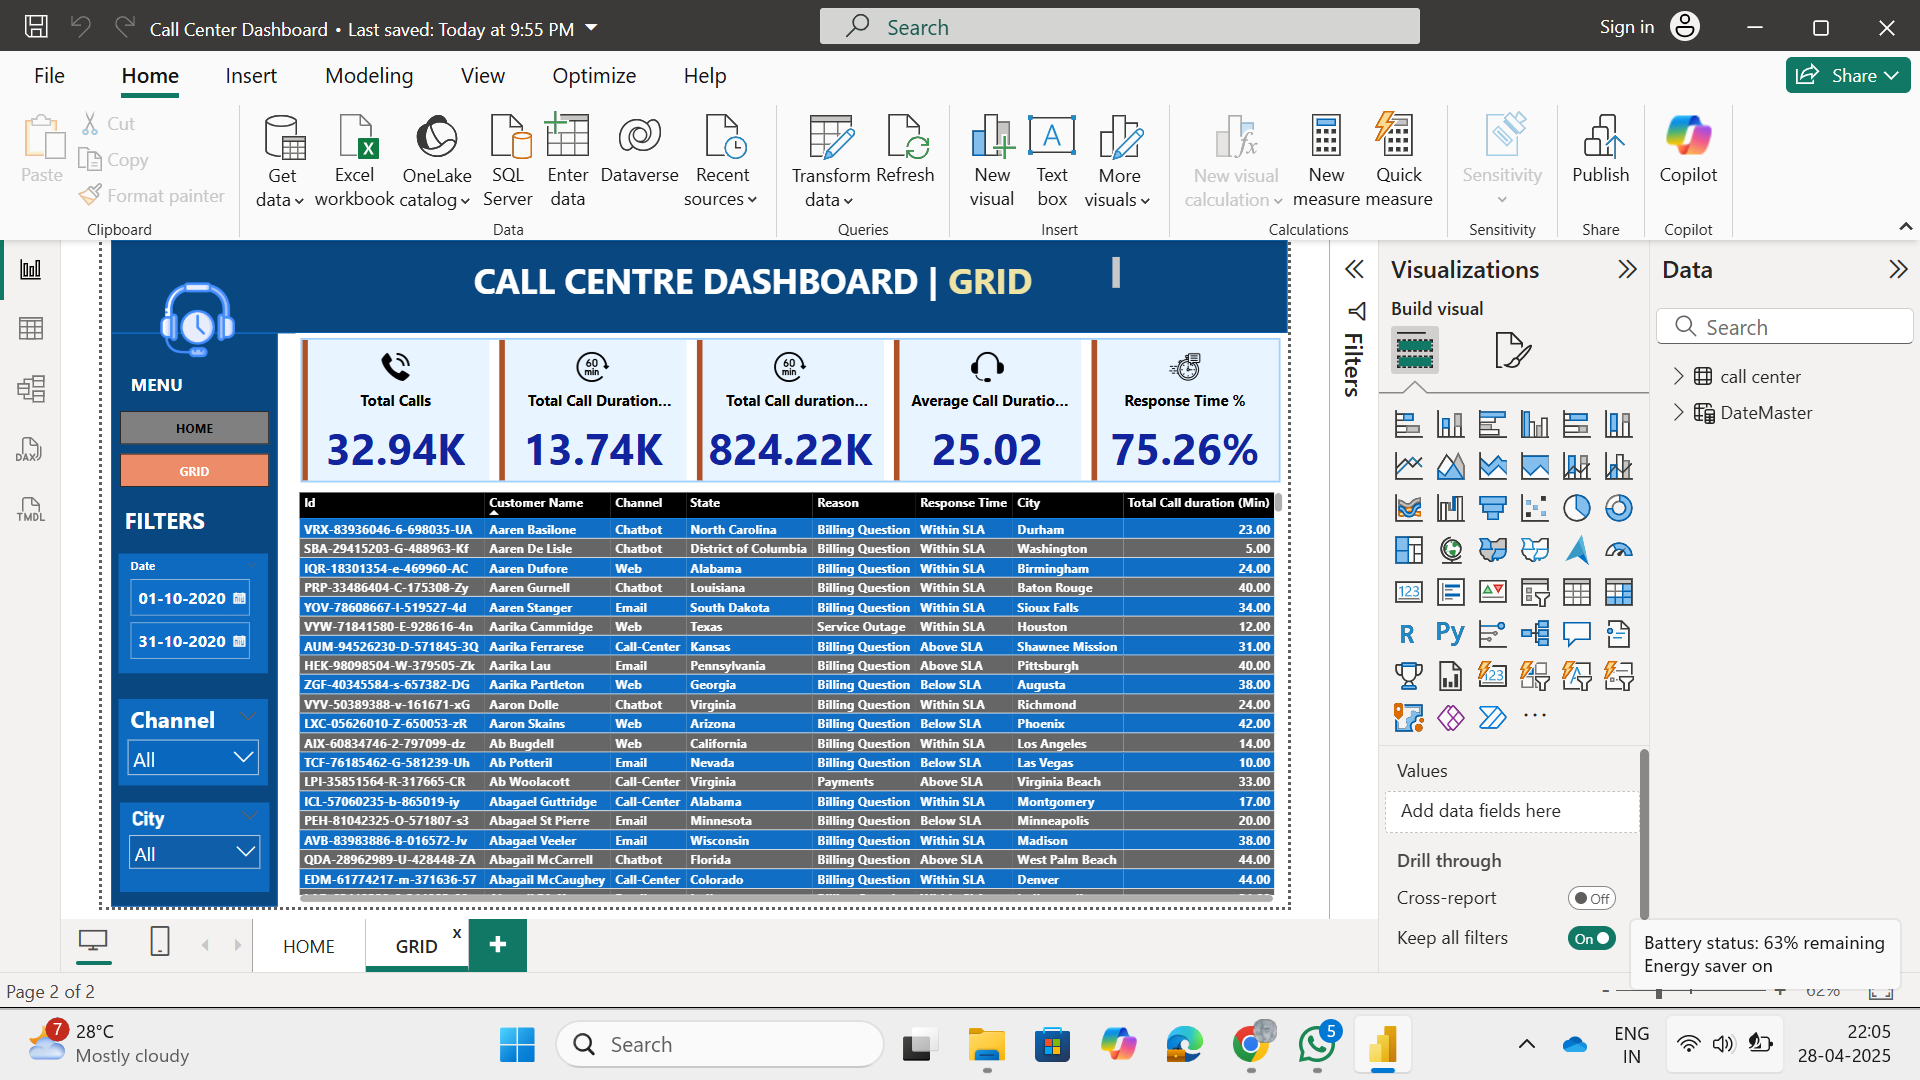 Call Center Dashboard • Last saved: Today at 9:55 PM
Search
Sign in
File Home Insert Modeling View Optimize Help
Share
Paste
Cut
Copy
Format painter
Clipboard
Get data
Excel workbook
OneLake catalog
SQL Server
Enter data
Dataverse
Recent sources
Data
Transform data
Refresh
Queries
New visual
Text box
More visuals
Insert
New visual calculation
New measure
Quick measure
Calculations
Sensitivity
Sensitivity
Publish
Share
Copilot
Copilot
DAX
TMDL
CALL CENTRE DASHBOARD | GRID
MENU
HOME
GRID
FILTERS
Date
01-10-2020
31-10-2020
Channel
All
City
All
60 min
60 min
Total Calls
32.94K
Total Call Duration...
13.74K
Total Call duration...
824.22K
Average Call Duratio...
25.02
Response Time %
75.26%
Id Customer Name Channel State Reason Response Time City Total Call duration (Min)
VRX-83936046-6-698035-UA Aaren Basilone Chatbot North Carolina Billing Question Within SLA Durham 23.00
SBA-29415203-G-488963-Kf Aaren De Lisle Chatbot District of Columbia Billing Question Within SLA Washington 5.00
IQR-18301354-e-469960-AC Aaren Dufore Web Alabama Billing Question Within SLA Birmingham 24.00
PRP-33486404-C-175308-Zy Aaren Gurnell Chatbot Louisiana Billing Question Within SLA Baton Rouge 40.00
YOV-78608667-I-519527-4d Aaren Stanger Email South Dakota Billing Question Within SLA Sioux Falls 34.00
VYW-71841580-E-928616-4n Aarika Cammidge Web Texas Service Outage Within SLA Houston 12.00
AUM-94526230-D-571845-3Q Aarika Ferrarese Call-Center Kansas Billing Question Within SLA Shawnee Mission 31.00
HEK-98098504-W-379505-Zk Aarika Lau Email Pennsylvania Billing Question Above SLA Pittsburgh 40.00
ZGF-40345584-s-657382-DG Aarika Partleton Web Georgia Billing Question Below SLA Augusta 38.00
VYV-50389388-v-161671-xG Aaron Dolle Chatbot Virginia Billing Question Within SLA Richmond 24.00
LXC-05626010-Z-650053-zR Aaron Skains Web Arizona Billing Question Below SLA Phoenix 42.00
AIX-60834746-2-797099-dz Ab Bugdell Web California Billing Question Within SLA Los Angeles 14.00
TCF-76185462-G-581239-Uh Ab Potteril Email Nevada Billing Question Below SLA Las Vegas 10.00
LPI-35851564-R-317665-CR Ab Woolacott Call-Center Virginia Payments Above SLA Virginia Beach 33.00
ICL-57060235-b-865019-iy Abagael Guttridge Call-Center Alabama Billing Question Within SLA Montgomery 17.00
PEH-81042325-O-571807-s3 Abagael St Pierre Email Minnesota Billing Question Below SLA Minneapolis 20.00
AVB-83983886-8-016572-Jv Abagael Veeler Email Wisconsin Billing Question Within SLA Madison 38.00
QDA-28962989-U-428448-ZA Abagail McCarrell Chatbot Florida Billing Question Above SLA West Palm Beach 44.00
EDM-61774217-m-371636-57 Abagail McCaughey Call-Center Colorado Billing Question Within SLA Denver 44.00
Filters
Visualizations
Build visual
123
R
Py
123
Values
Add data fields here
Drill through
Cross-report
Off
Keep all filters
On
Data
Search
call center
DateMaster
Battery status: 63% remaining
Energy saver on
HOME
GRID
x
Page 2 of 2
62%
7
28°C
Mostly cloudy
Search
5
ENG
IN
22:05
28-04-2025